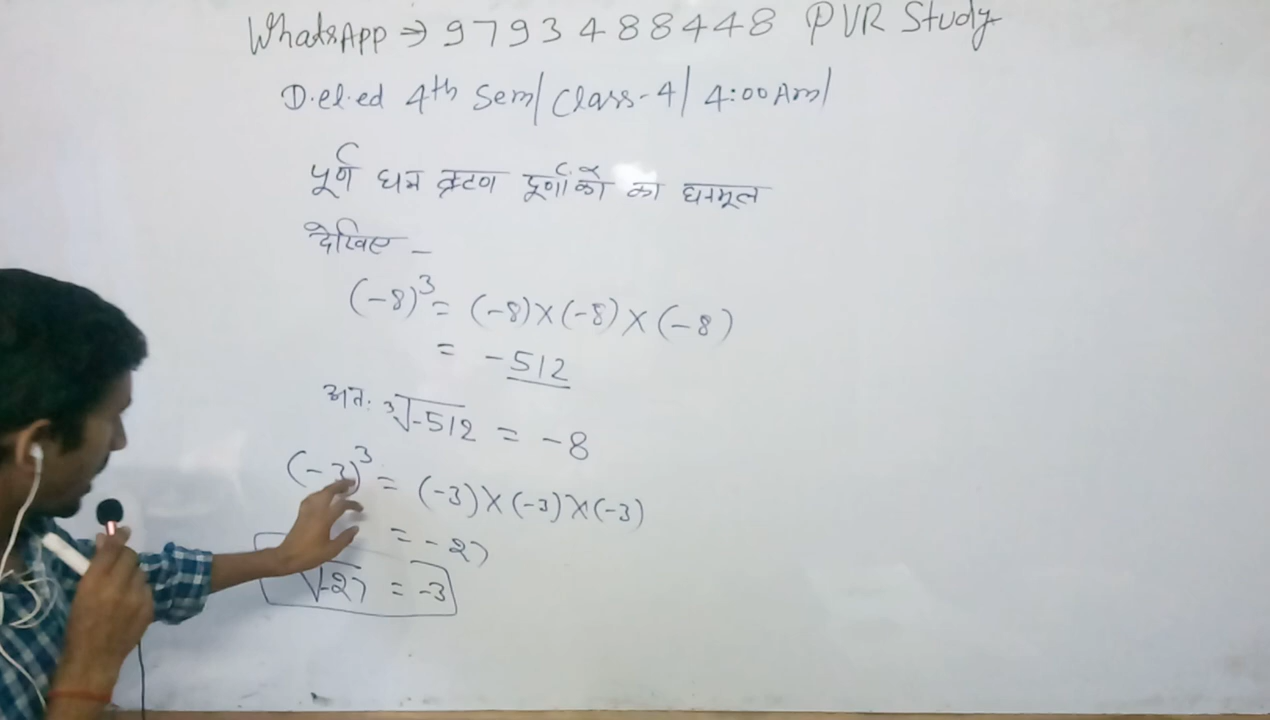 WhatsApp ⇒ 9793488448 PVR Study
D.el.ed 4th Sem/ Class-4/ 4:00 Am/
पूर्ण घन ऋण पूर्णांकों का घनमूल
देखिए -
(-8)³ = (-8)×(-8)×(-8)
= -512
अतः ³√-512 = -8
(-3)³ = (-3)×(-3)×(-3)
= -27
√-27 = -3